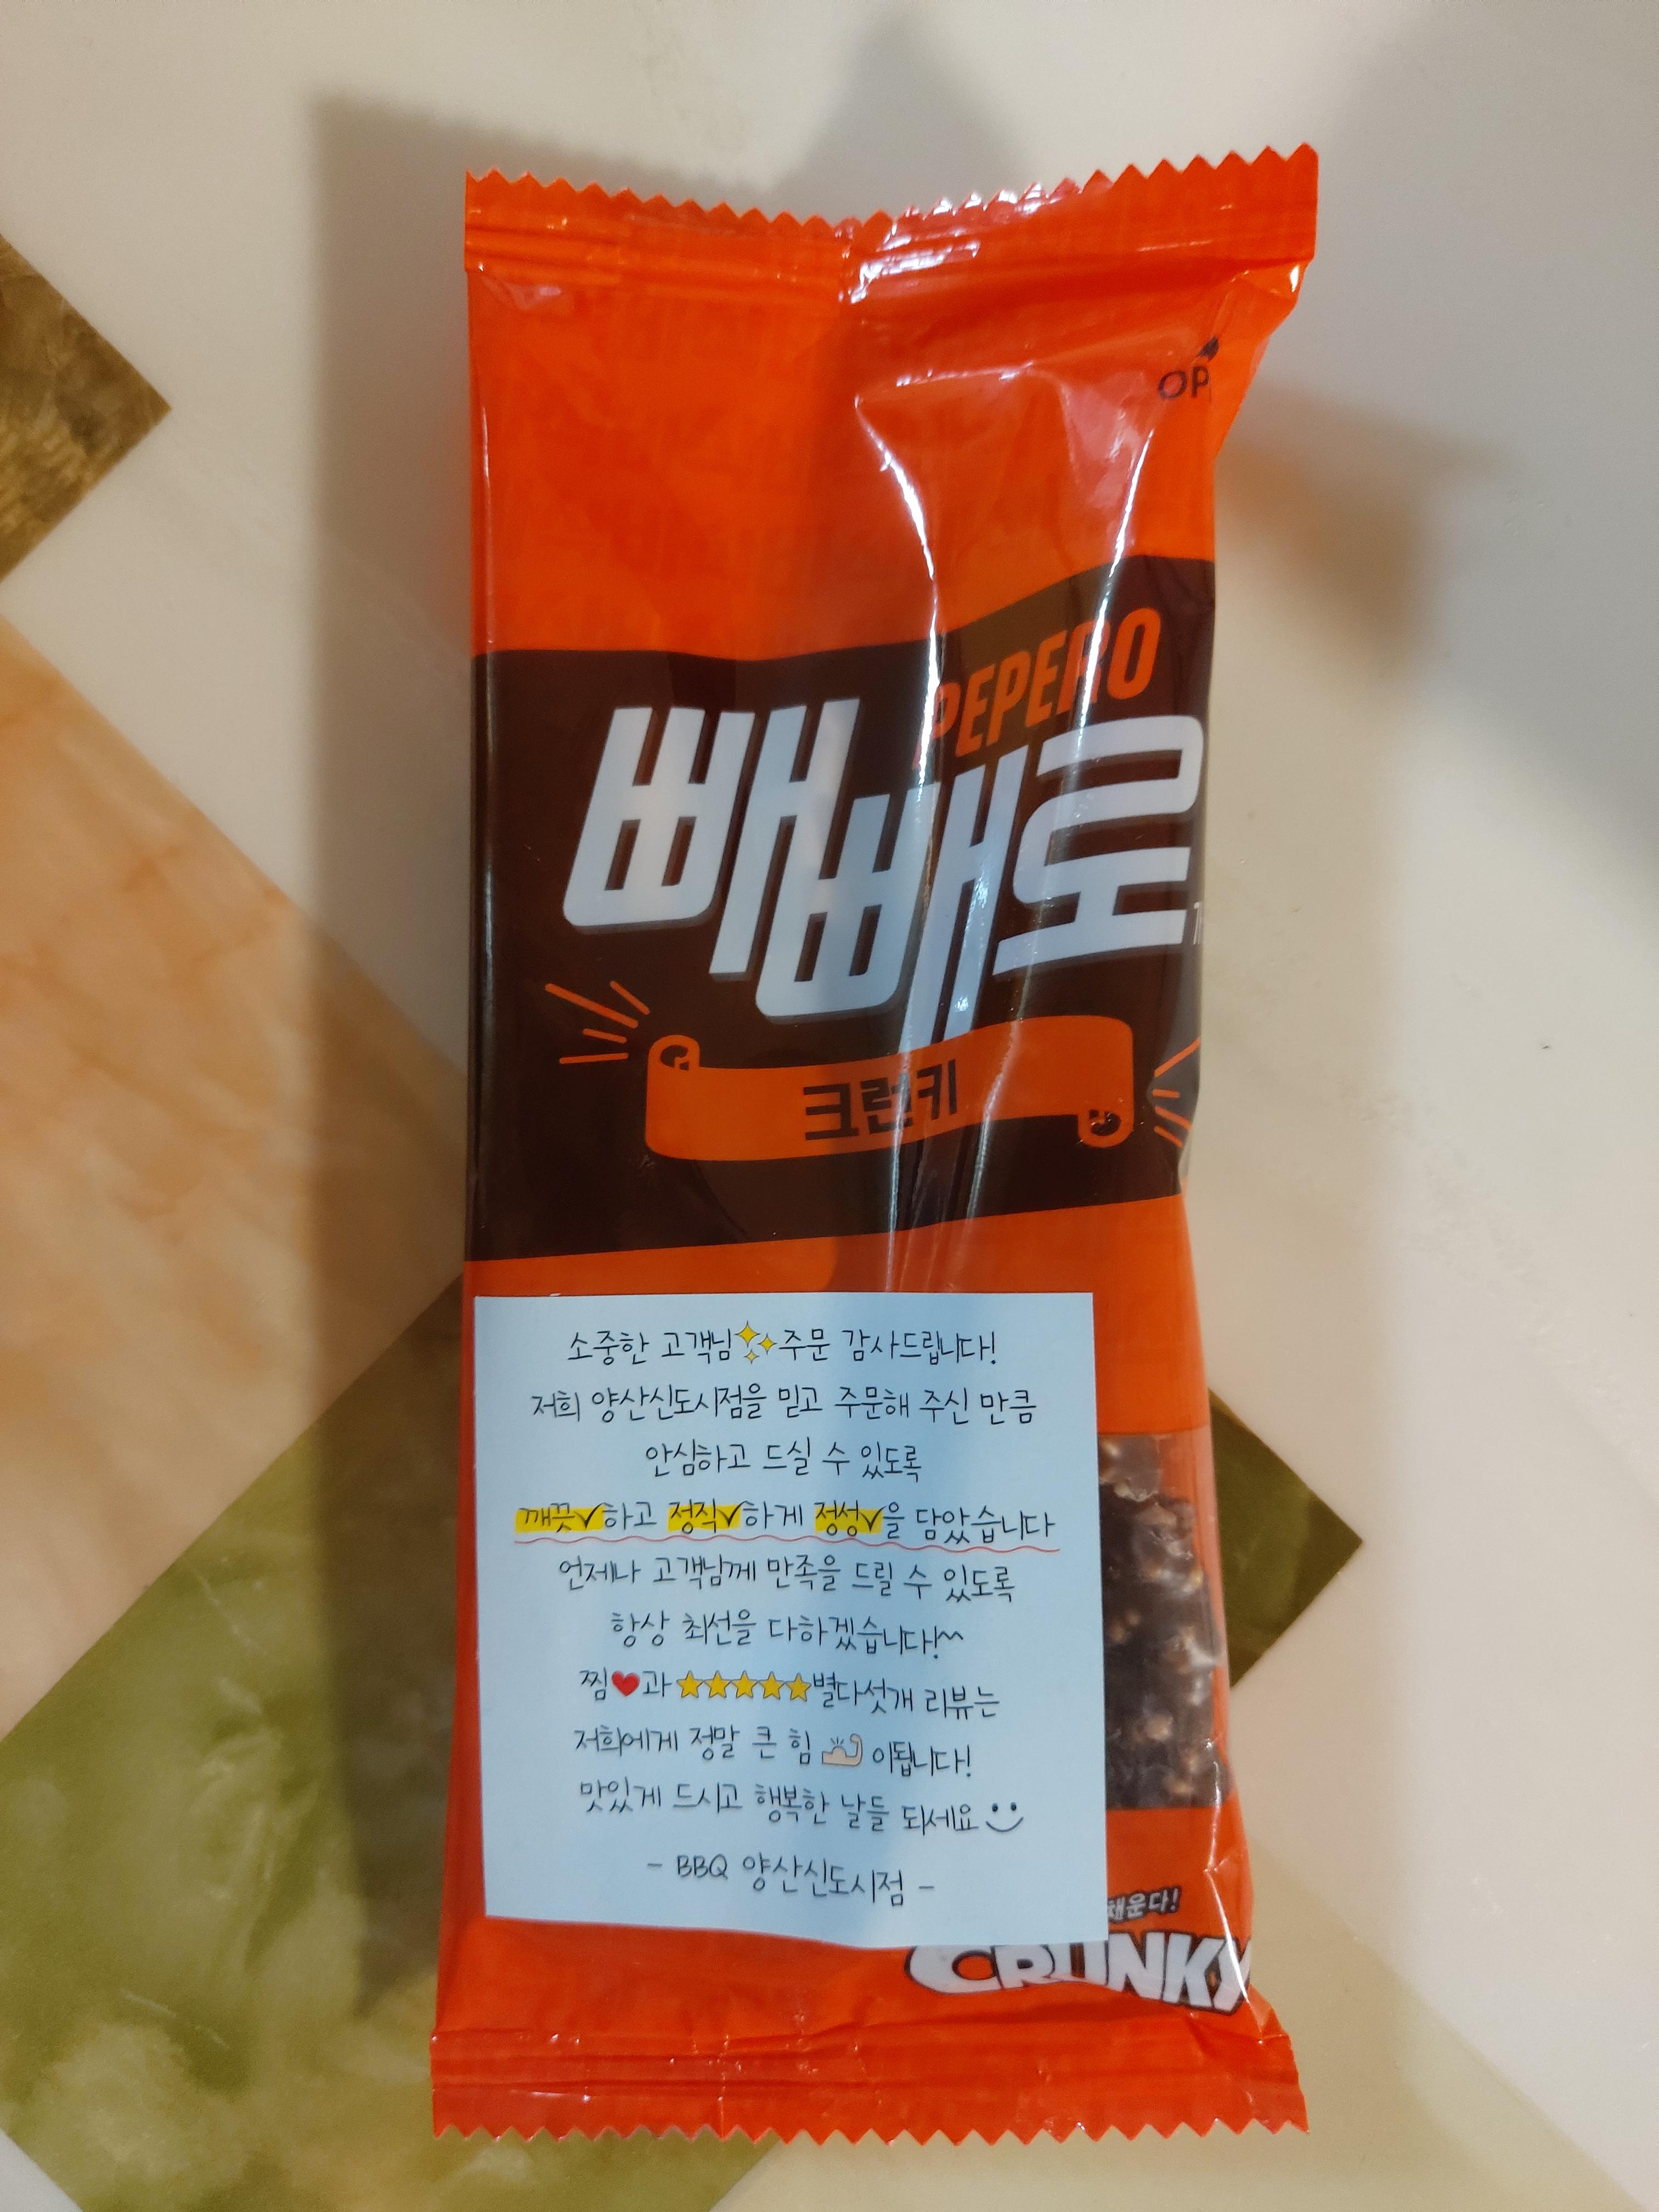 OP
PEPERO
빼빼로
크런키
소중한 고객님✨주문 감사드립니다!
저희 양산신도시점을 믿고 주문해 주신 만큼
안심하고 드실 수 있도록
깨끗✓하고 정직✓하게 정성✓을 담았습니다
언제나 고객님께 만족을 드릴 수 있도록
항상 최선을 다하겠습니다!~
찜❤과 ⭐⭐⭐⭐⭐별다섯개 리뷰는
저희에게 정말 큰 힘 💪 이됩니다!
맛있게 드시고 행복한 날들 되세요 :)
- BBQ 양산신도시점 -
채운다!
CRUNKY